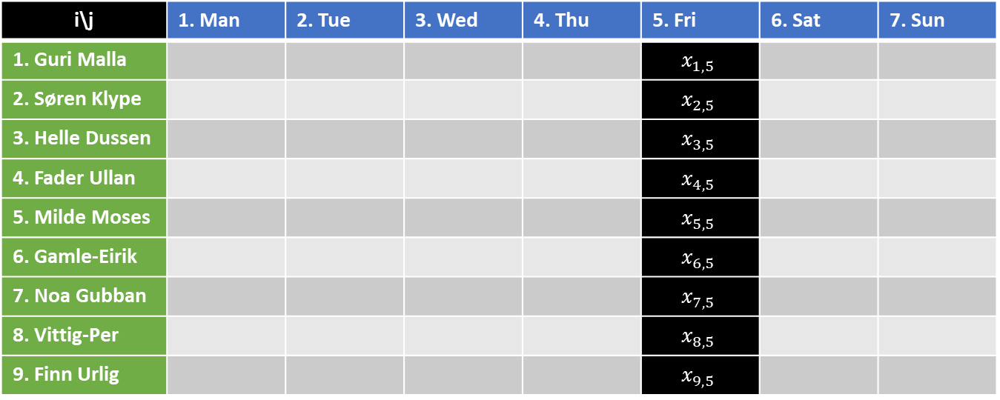 i\j 1. Man 2. Tue 3. Wed 4. Thu 5. Fri 6. Sat 7. Sun
1. Guri Malla x_{1,5}
2. Søren Klype x_{2,5}
3. Helle Dussen x_{3,5}
4. Fader Ullan x_{4,5}
5. Milde Moses x_{5,5}
6. Gamle-Eirik x_{6,5}
7. Noa Gubban x_{7,5}
8. Vittig-Per x_{8,5}
9. Finn Urlig x_{9,5}